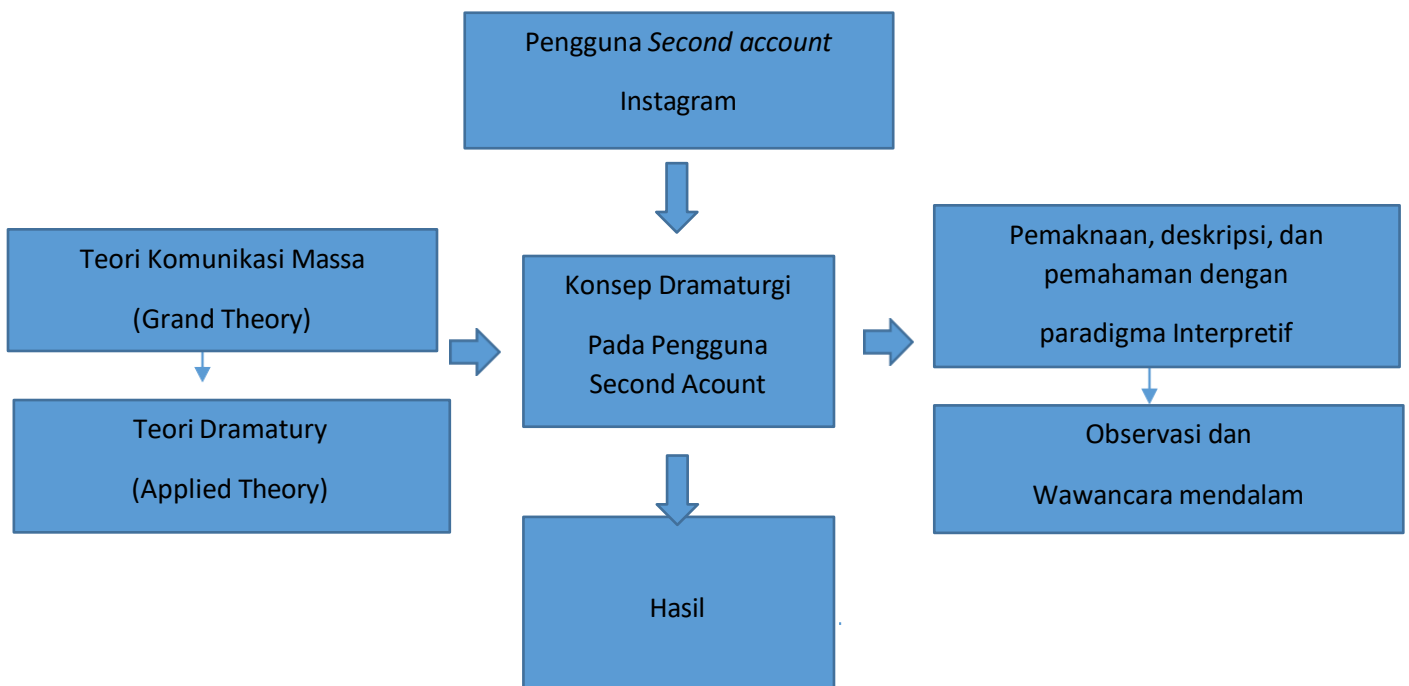 Pengguna Second account
Instagram
Teori Komunikasi Massa
(Grand Theory)
Teori Dramatury
(Applied Theory)
Konsep Dramaturgi
Pada Pengguna
Second Acount
Pemaknaan, deskripsi, dan
pemahaman dengan
paradigma Interpretif
Observasi dan
Wawancara mendalam
Hasil